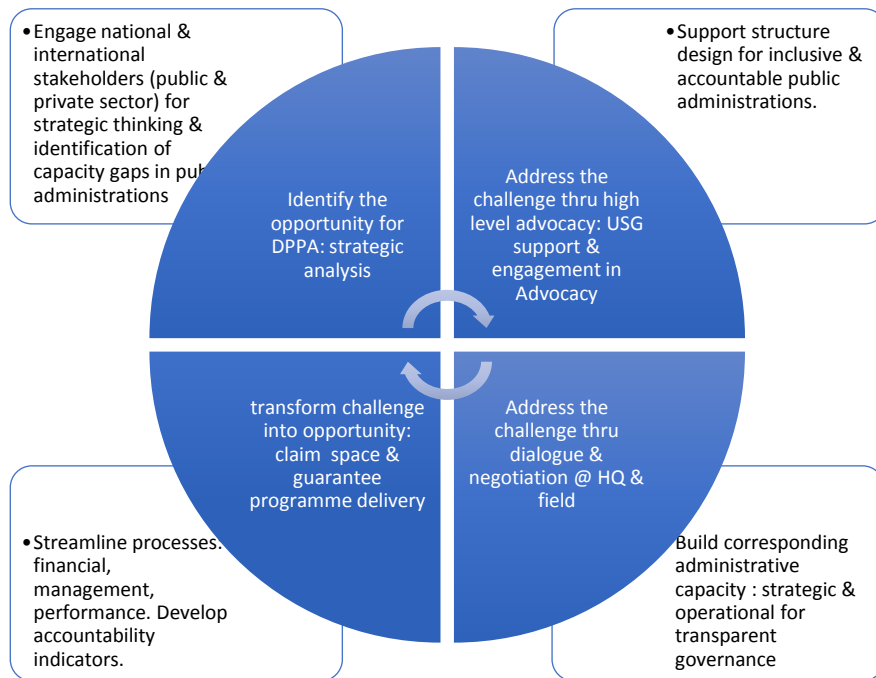 •Engage national &
international
stakeholders (public &
private sector) for
strategic thinking &
identification of
capacity gaps in pub
administrations
•Support structure
design for inclusive &
accountable public
administrations.
Identify the
opportunity for
DPPA: strategic
analysis
Address the
challenge thru high
level advocacy: USG
support &
engagement in
Advocacy
transform challenge
into opportunity:
claim space &
guarantee
programme delivery
Address the
challenge thru
dialogue &
negotiation @ HQ &
field
•Streamline processes:
financial,
management,
performance. Develop
accountability
indicators.
Build corresponding
administrative
capacity : strategic &
operational for
transparent
governance